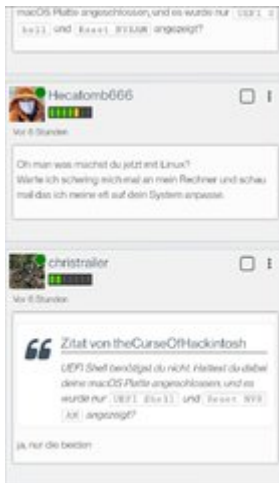 macOS Platte angeschlossen, und es wurde nur UEFI S
hell und Reset NVRAM angezeigt?
Hecatomb666
Vor 6 Stunden
Oh man was machst du jetzt mit Linux?
Warte ich schwing mich mal an mein Rechner und schau
mal das ich meine efi auf dein System anpasse.
christrailer
Vor 6 Stunden
Zitat von theCurseOfHackintosh
UEFI Shell benötigst du nicht. Hattest du dabei
deine macOS Platte angeschlossen, und es
wurde nur UEFI Shell und Reset NVR
AM angezeigt?
ja, nur die beiden